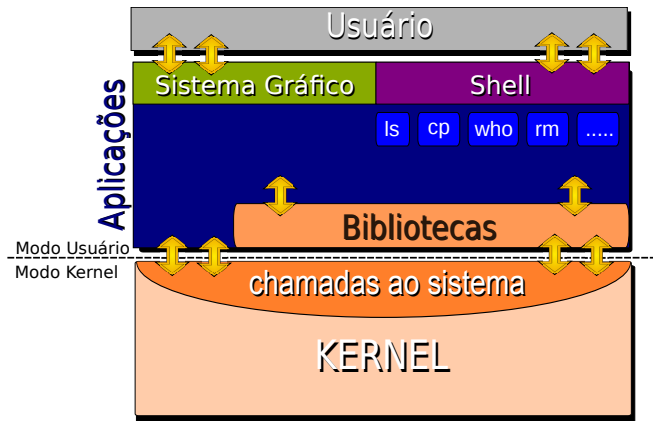 Usuário
Sistema Gráfico
Shell
ls cp who rm .....
Aplicações
Bibliotecas
Modo Usuário
Modo Kernel
chamadas ao sistema
KERNEL